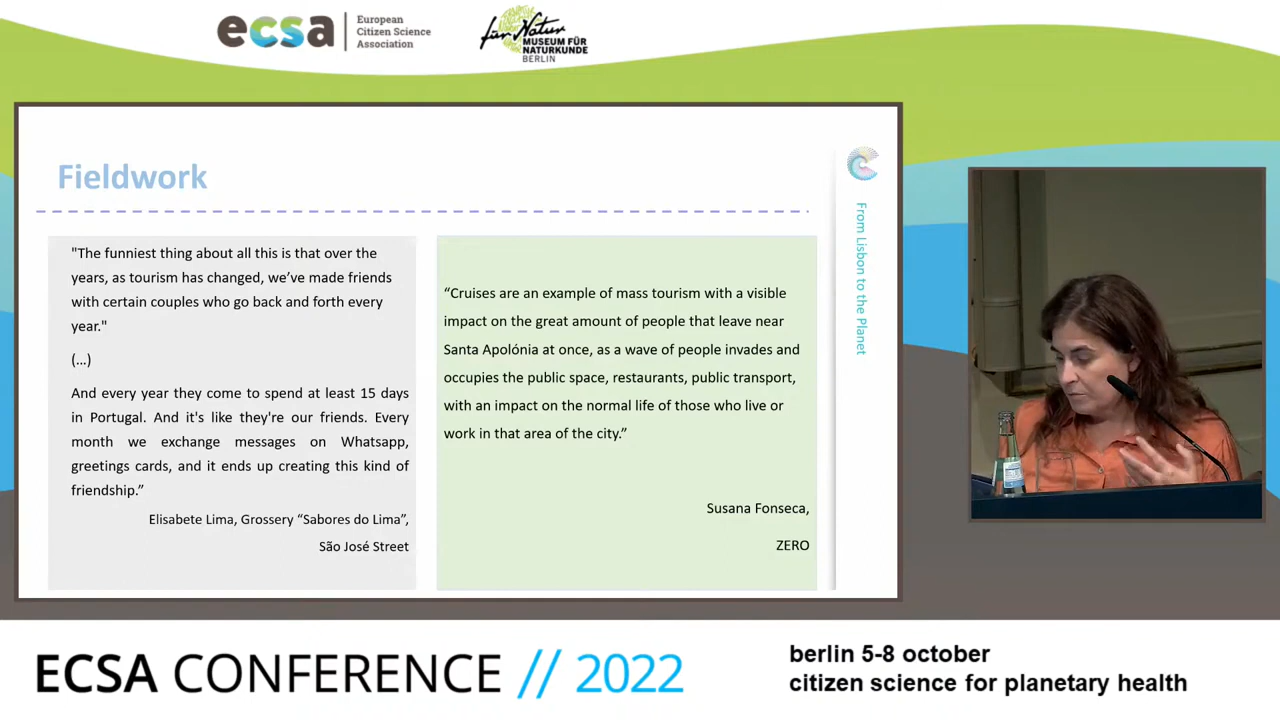 ecsa
European
Citizen Science
Association
für Natur
MUSEUM FÜR
NATURKUNDE
BERLIN
Fieldwork
"The funniest thing about all this is that over the
years, as tourism has changed, we've made friends
with certain couples who go back and forth every
year."
(...)
And every year they come to spend at least 15 days
in Portugal. And it's like they're our friends. Every
month we exchange messages on Whatsapp,
greetings cards, and it ends up creating this kind of
friendship.”
Elisabete Lima, Grossery “Sabores do Lima”,
São José Street
“Cruises are an example of mass tourism with a visible
impact on the great amount of people that leave near
Santa Apolónia at once, as a wave of people invades and
occupies the public space, restaurants, public transport,
with an impact on the normal life of those who live or
work in that area of the city.”
Susana Fonseca,
ZERO
From Lisbon to the Planet
ECSA CONFERENCE // 2022
berlin 5-8 october
citizen science for planetary health